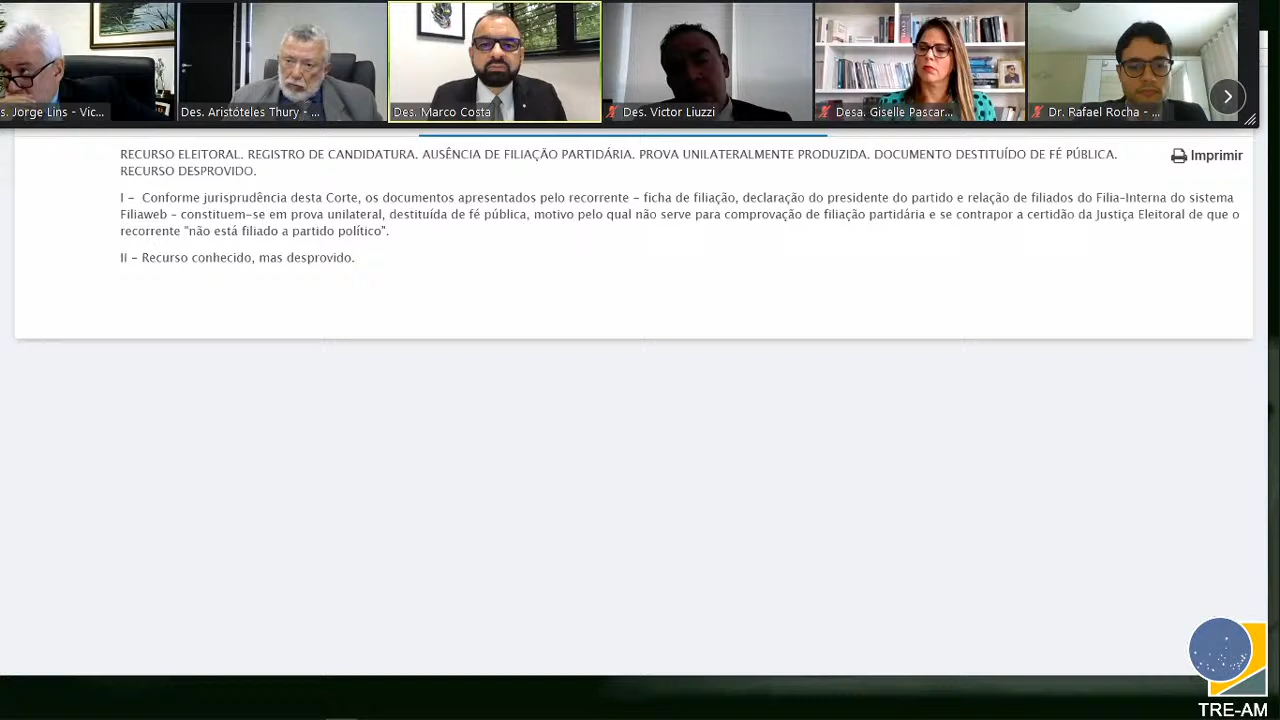 s. Jorge Lins - Vic...
Des. Aristóteles Thury - ...
Des. Marco Costa
Des. Victor Liuzzi
Desa. Giselle Pascar...
Dr. Rafael Rocha - ...
Imprimir
RECURSO ELEITORAL. REGISTRO DE CANDIDATURA. AUSÊNCIA DE FILIAÇÃO PARTIDÁRIA. PROVA UNILATERALMENTE PRODUZIDA. DOCUMENTO DESTITUÍDO DE FÉ PÚBLICA.
RECURSO DESPROVIDO.
I - Conforme jurisprudência desta Corte, os documentos apresentados pelo recorrente - ficha de filiação, declaração do presidente do partido e relação de filiados do Filia-Interna do sistema
Filiaweb - constituem-se em prova unilateral, destituída de fé pública, motivo pelo qual não serve para comprovação de filiação partidária e se contrapor a certidão da Justiça Eleitoral de que o
recorrente "não está filiado a partido político".
II - Recurso conhecido, mas desprovido.
TRE-AM